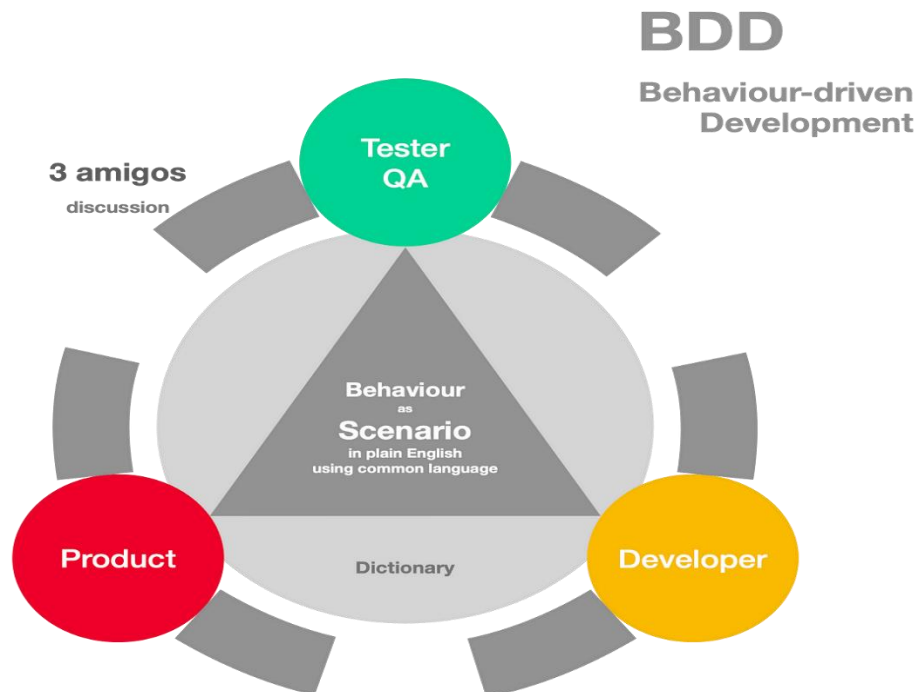 BDD
Behaviour-driven
Development
3 amigos
discussion
Tester
QA
Behaviour
as
Scenario
in plain English
using common language
Product
Dictionary
Developer